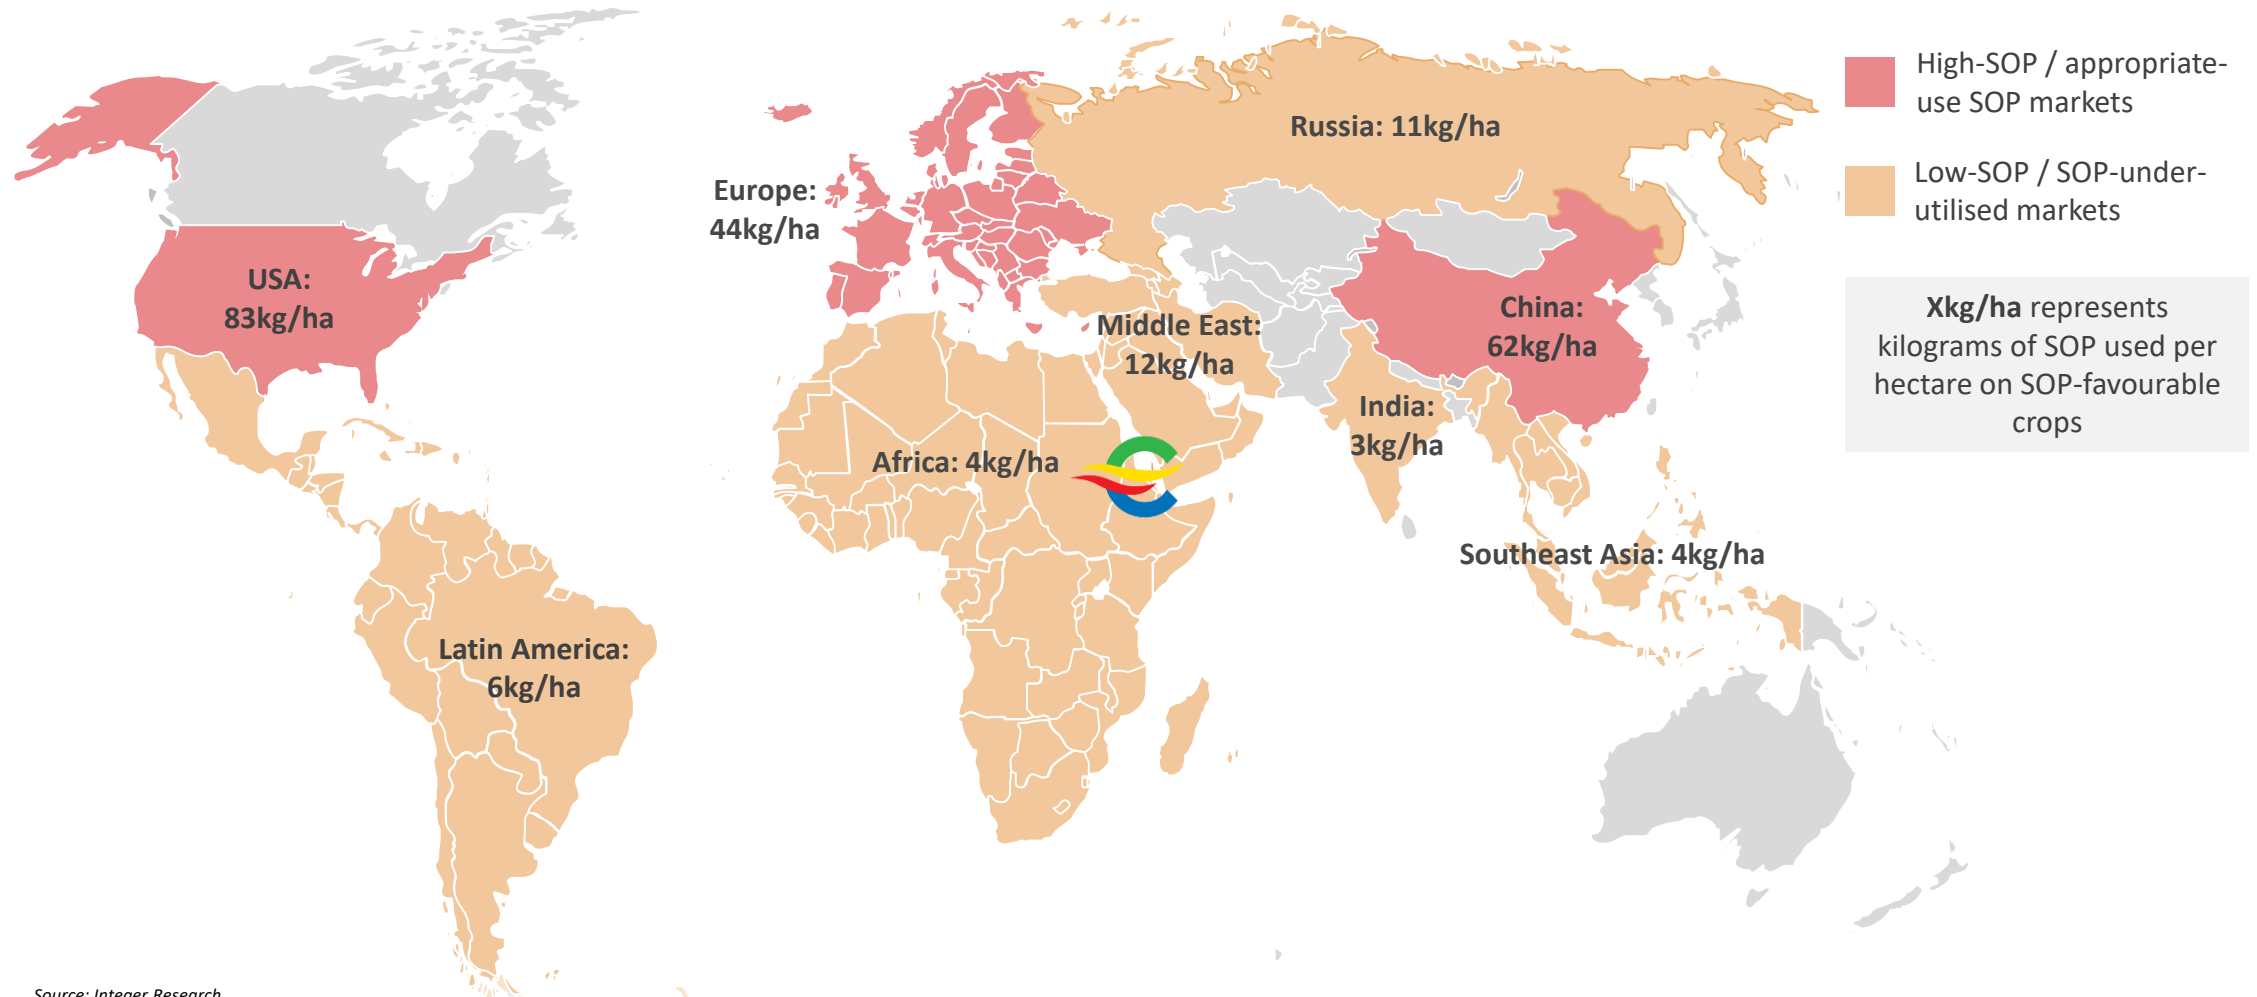 High-SOP / appropriate-
use SOP markets
Russia: 11kg/ha
Low-SOP / SOP-under-
utilised markets
Europe:
44kg/ha
USA:
83kg/ha
China:
62kg/ha
Xkg/ha represents
kilograms of SOP used per
hectare on SOP-favourable
crops
Middle East:
12kg/ha
India:
3kg/ha
Africa: 4kg/ha
Southeast Asia: 4kg/ha
Latin America:
6kg/ha
Source: Integer Research